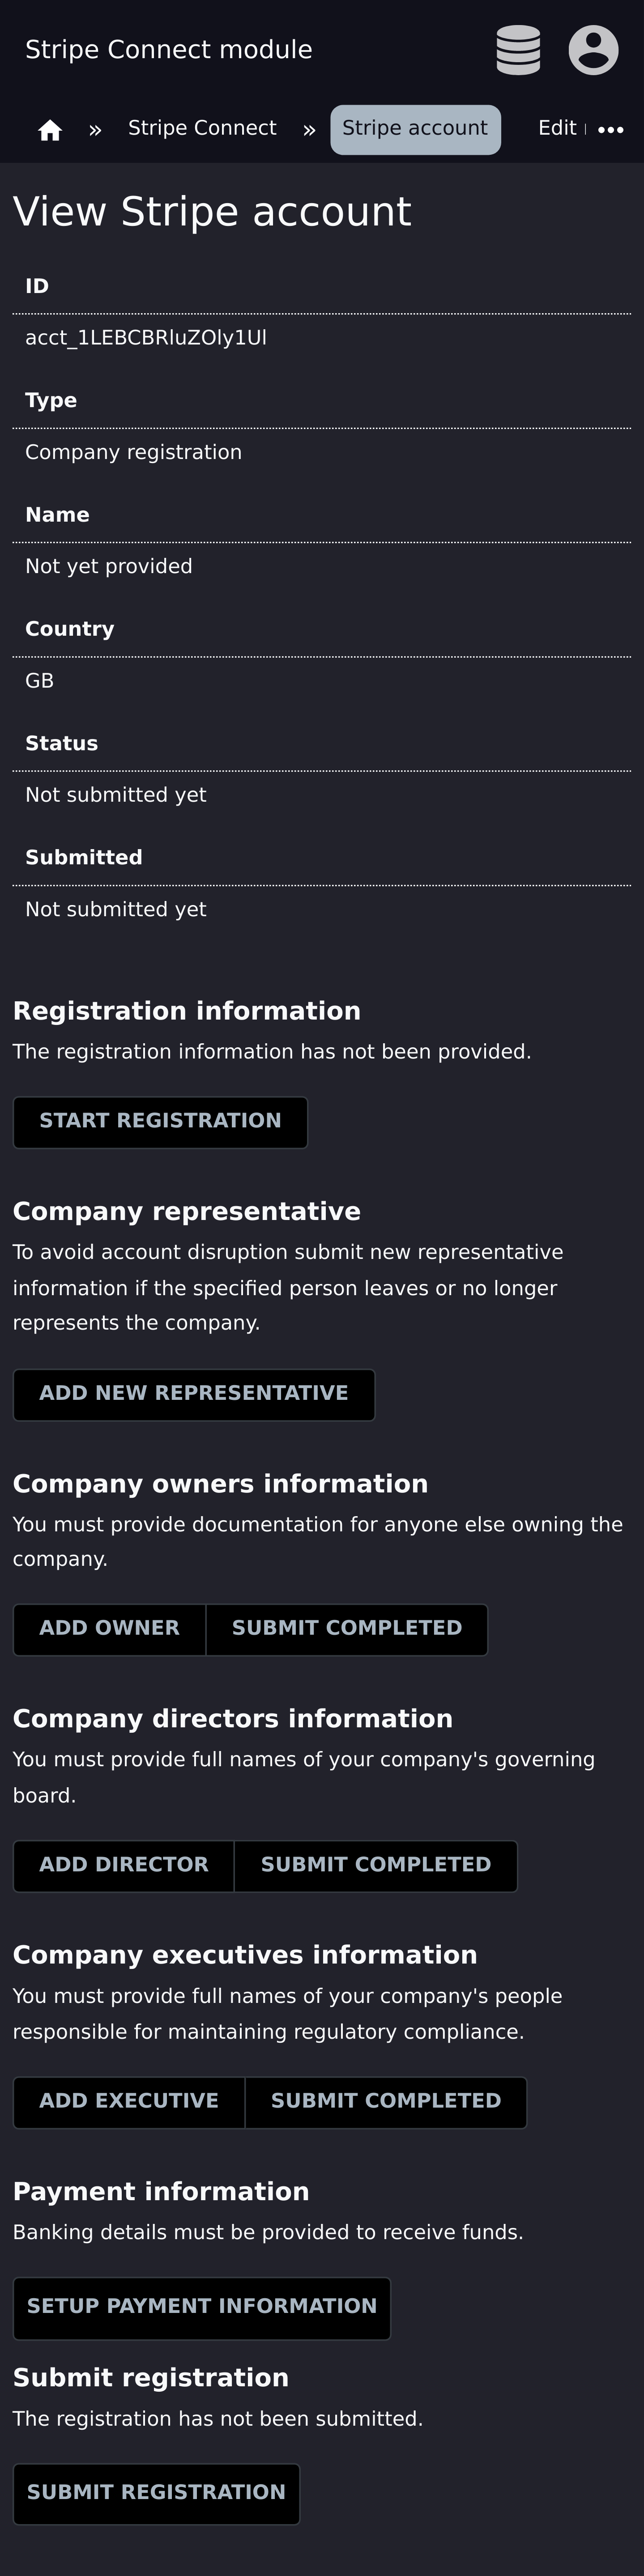 Stripe Connect module
» Stripe Connect » Stripe account Edit
View Stripe account
ID
acct_1LEBCBRluZOly1Ul
Type
Company registration
Name
Not yet provided
Country
GB
Status
Not submitted yet
Submitted
Not submitted yet
Registration information
The registration information has not been provided.
START REGISTRATION
Company representative
To avoid account disruption submit new representative
information if the specified person leaves or no longer
represents the company.
ADD NEW REPRESENTATIVE
Company owners information
You must provide documentation for anyone else owning the
company.
ADD OWNER SUBMIT COMPLETED
Company directors information
You must provide full names of your company's governing
board.
ADD DIRECTOR SUBMIT COMPLETED
Company executives information
You must provide full names of your company's people
responsible for maintaining regulatory compliance.
ADD EXECUTIVE SUBMIT COMPLETED
Payment information
Banking details must be provided to receive funds.
SETUP PAYMENT INFORMATION
Submit registration
The registration has not been submitted.
SUBMIT REGISTRATION